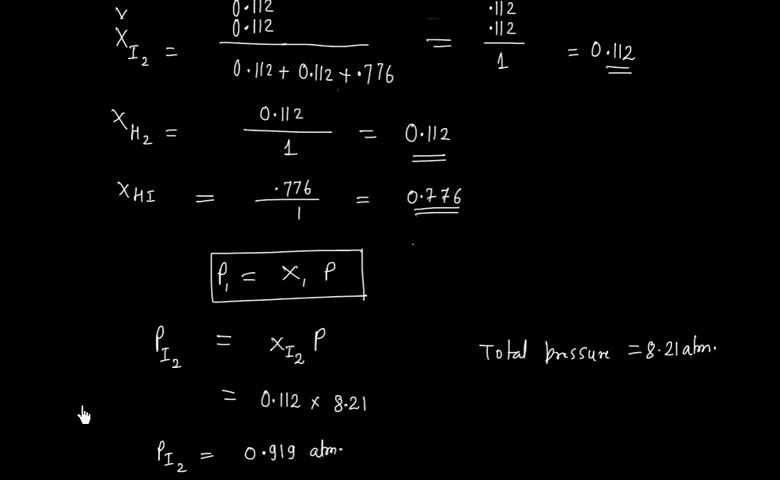 0.112 .112
X_I₂ = 0.112 / 0.112 + 0.112 + .776 = .112 / 1 = 0.112
X_H₂ = 0.112 / 1 = 0.112
X_HI = .776 / 1 = 0.776
P₁ = X₁ P
P_I₂ = X_I₂ P
Total pressure = 8.21 atm.
= 0.112 × 8.21
P_I₂ = 0.919 atm.